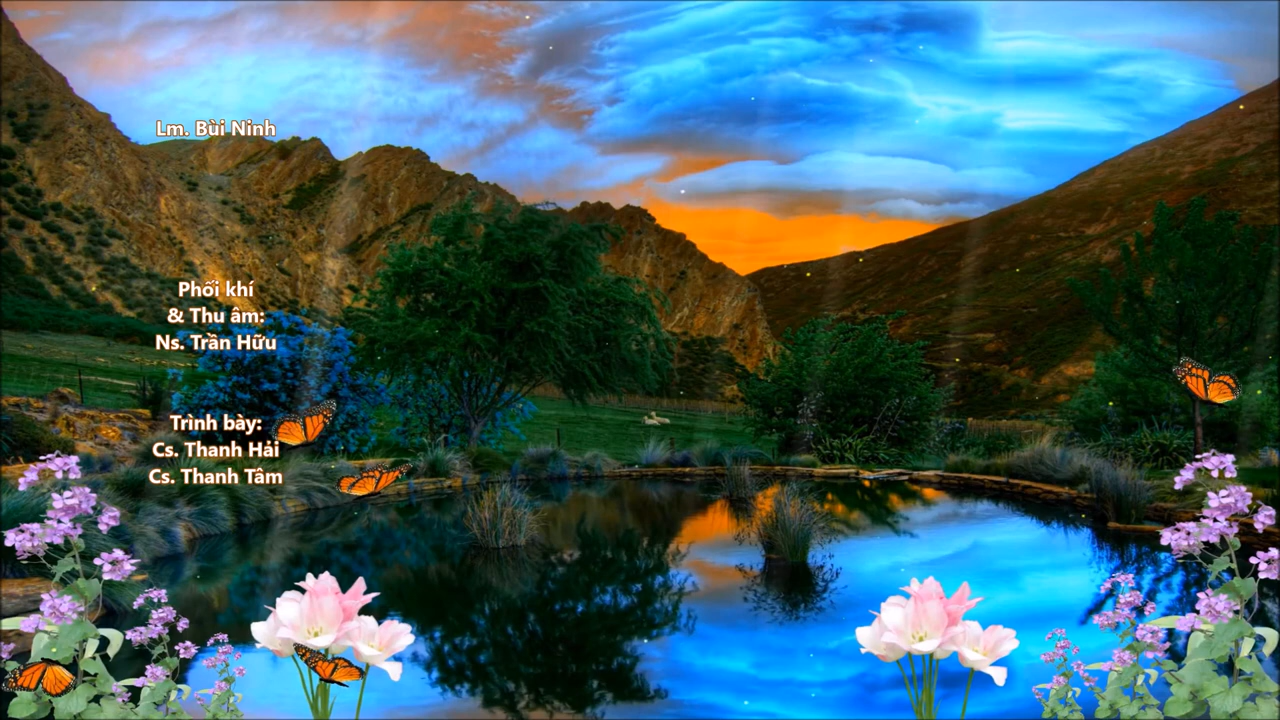 Lm. Bùi Ninh
Phối khí
& Thu âm:
Ns. Trần Hữu
Trình bày:
Cs. Thanh Hải
Cs. Thanh Tâm